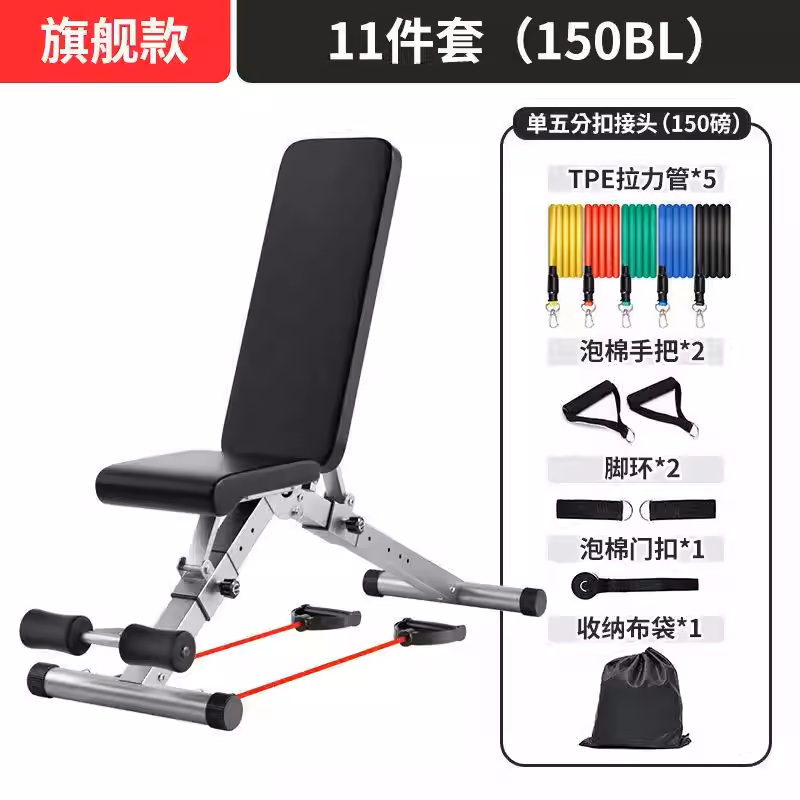 旗舰款
11件套（150BL）
单五分扣接头（150磅）
TPE拉力管*5
泡棉手把*2
脚环*2
泡棉门扣*1
收纳布袋*1